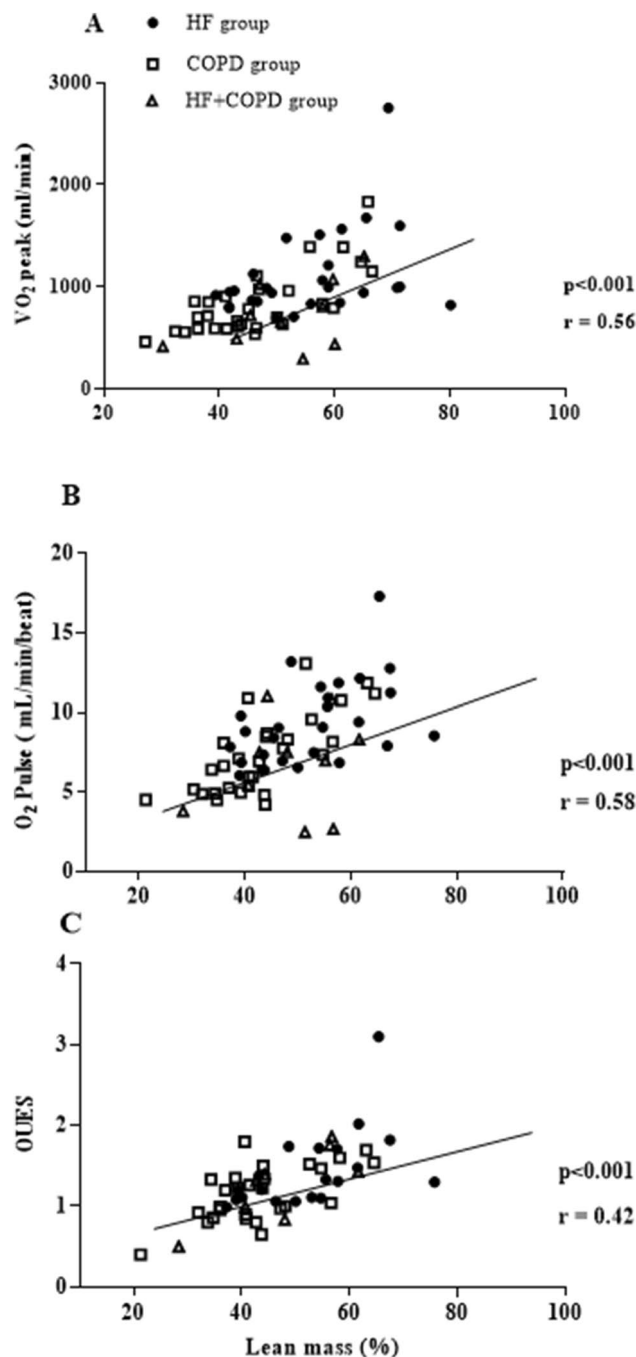 A
HF group
COPD group
HF+COPD group
3000
2000
1000
0
VO2 peak (ml/min)
20 40 60 80 100
p<0.001
r = 0.56
B
20
15
10
5
0
O2 Pulse ( mL/min/beat)
20 40 60 80 100
p<0.001
r = 0.58
C
4
3
2
1
0
OUES
20 40 60 80 100
p<0.001
r = 0.42
Lean mass (%)